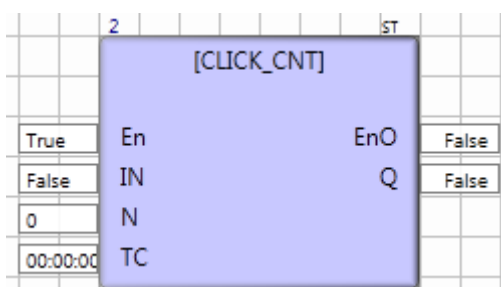 2 ST
[CLICK_CNT]
True En EnO False
False IN Q False
0 N
00:00:00 TC